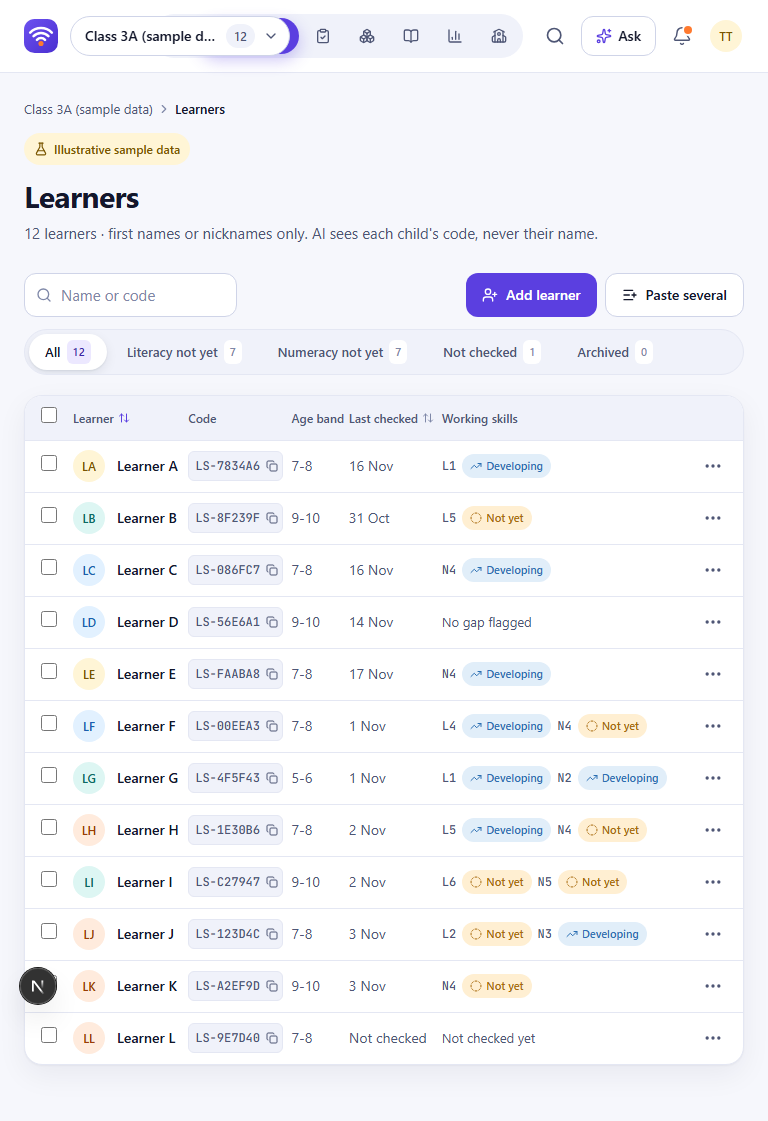 Class 3A (sample d... 12
Ask
TT
Class 3A (sample data) > Learners
Illustrative sample data
Learners
12 learners · first names or nicknames only. AI sees each child's code, never their name.
Name or code
Add learner
Paste several
All 12 Literacy not yet 7 Numeracy not yet 7 Not checked 1 Archived 0
Learner Code Age band Last checked Working skills
LA Learner A LS-7834A6 7-8 16 Nov L1 Developing
LB Learner B LS-8F239F 9-10 31 Oct L5 Not yet
LC Learner C LS-086FC7 7-8 16 Nov N4 Developing
LD Learner D LS-56E6A1 9-10 14 Nov No gap flagged
LE Learner E LS-FAABA8 7-8 17 Nov N4 Developing
LF Learner F LS-00EEA3 7-8 1 Nov L4 Developing N4 Not yet
LG Learner G LS-4F5F43 5-6 1 Nov L1 Developing N2 Developing
LH Learner H LS-1E30B6 7-8 2 Nov L5 Developing N4 Not yet
LI Learner I LS-C27947 9-10 2 Nov L6 Not yet N5 Not yet
LJ Learner J LS-123D4C 7-8 3 Nov L2 Not yet N3 Developing
N LK Learner K LS-A2EF9D 9-10 3 Nov N4 Not yet
LL Learner L LS-9E7D40 7-8 Not checked Not checked yet